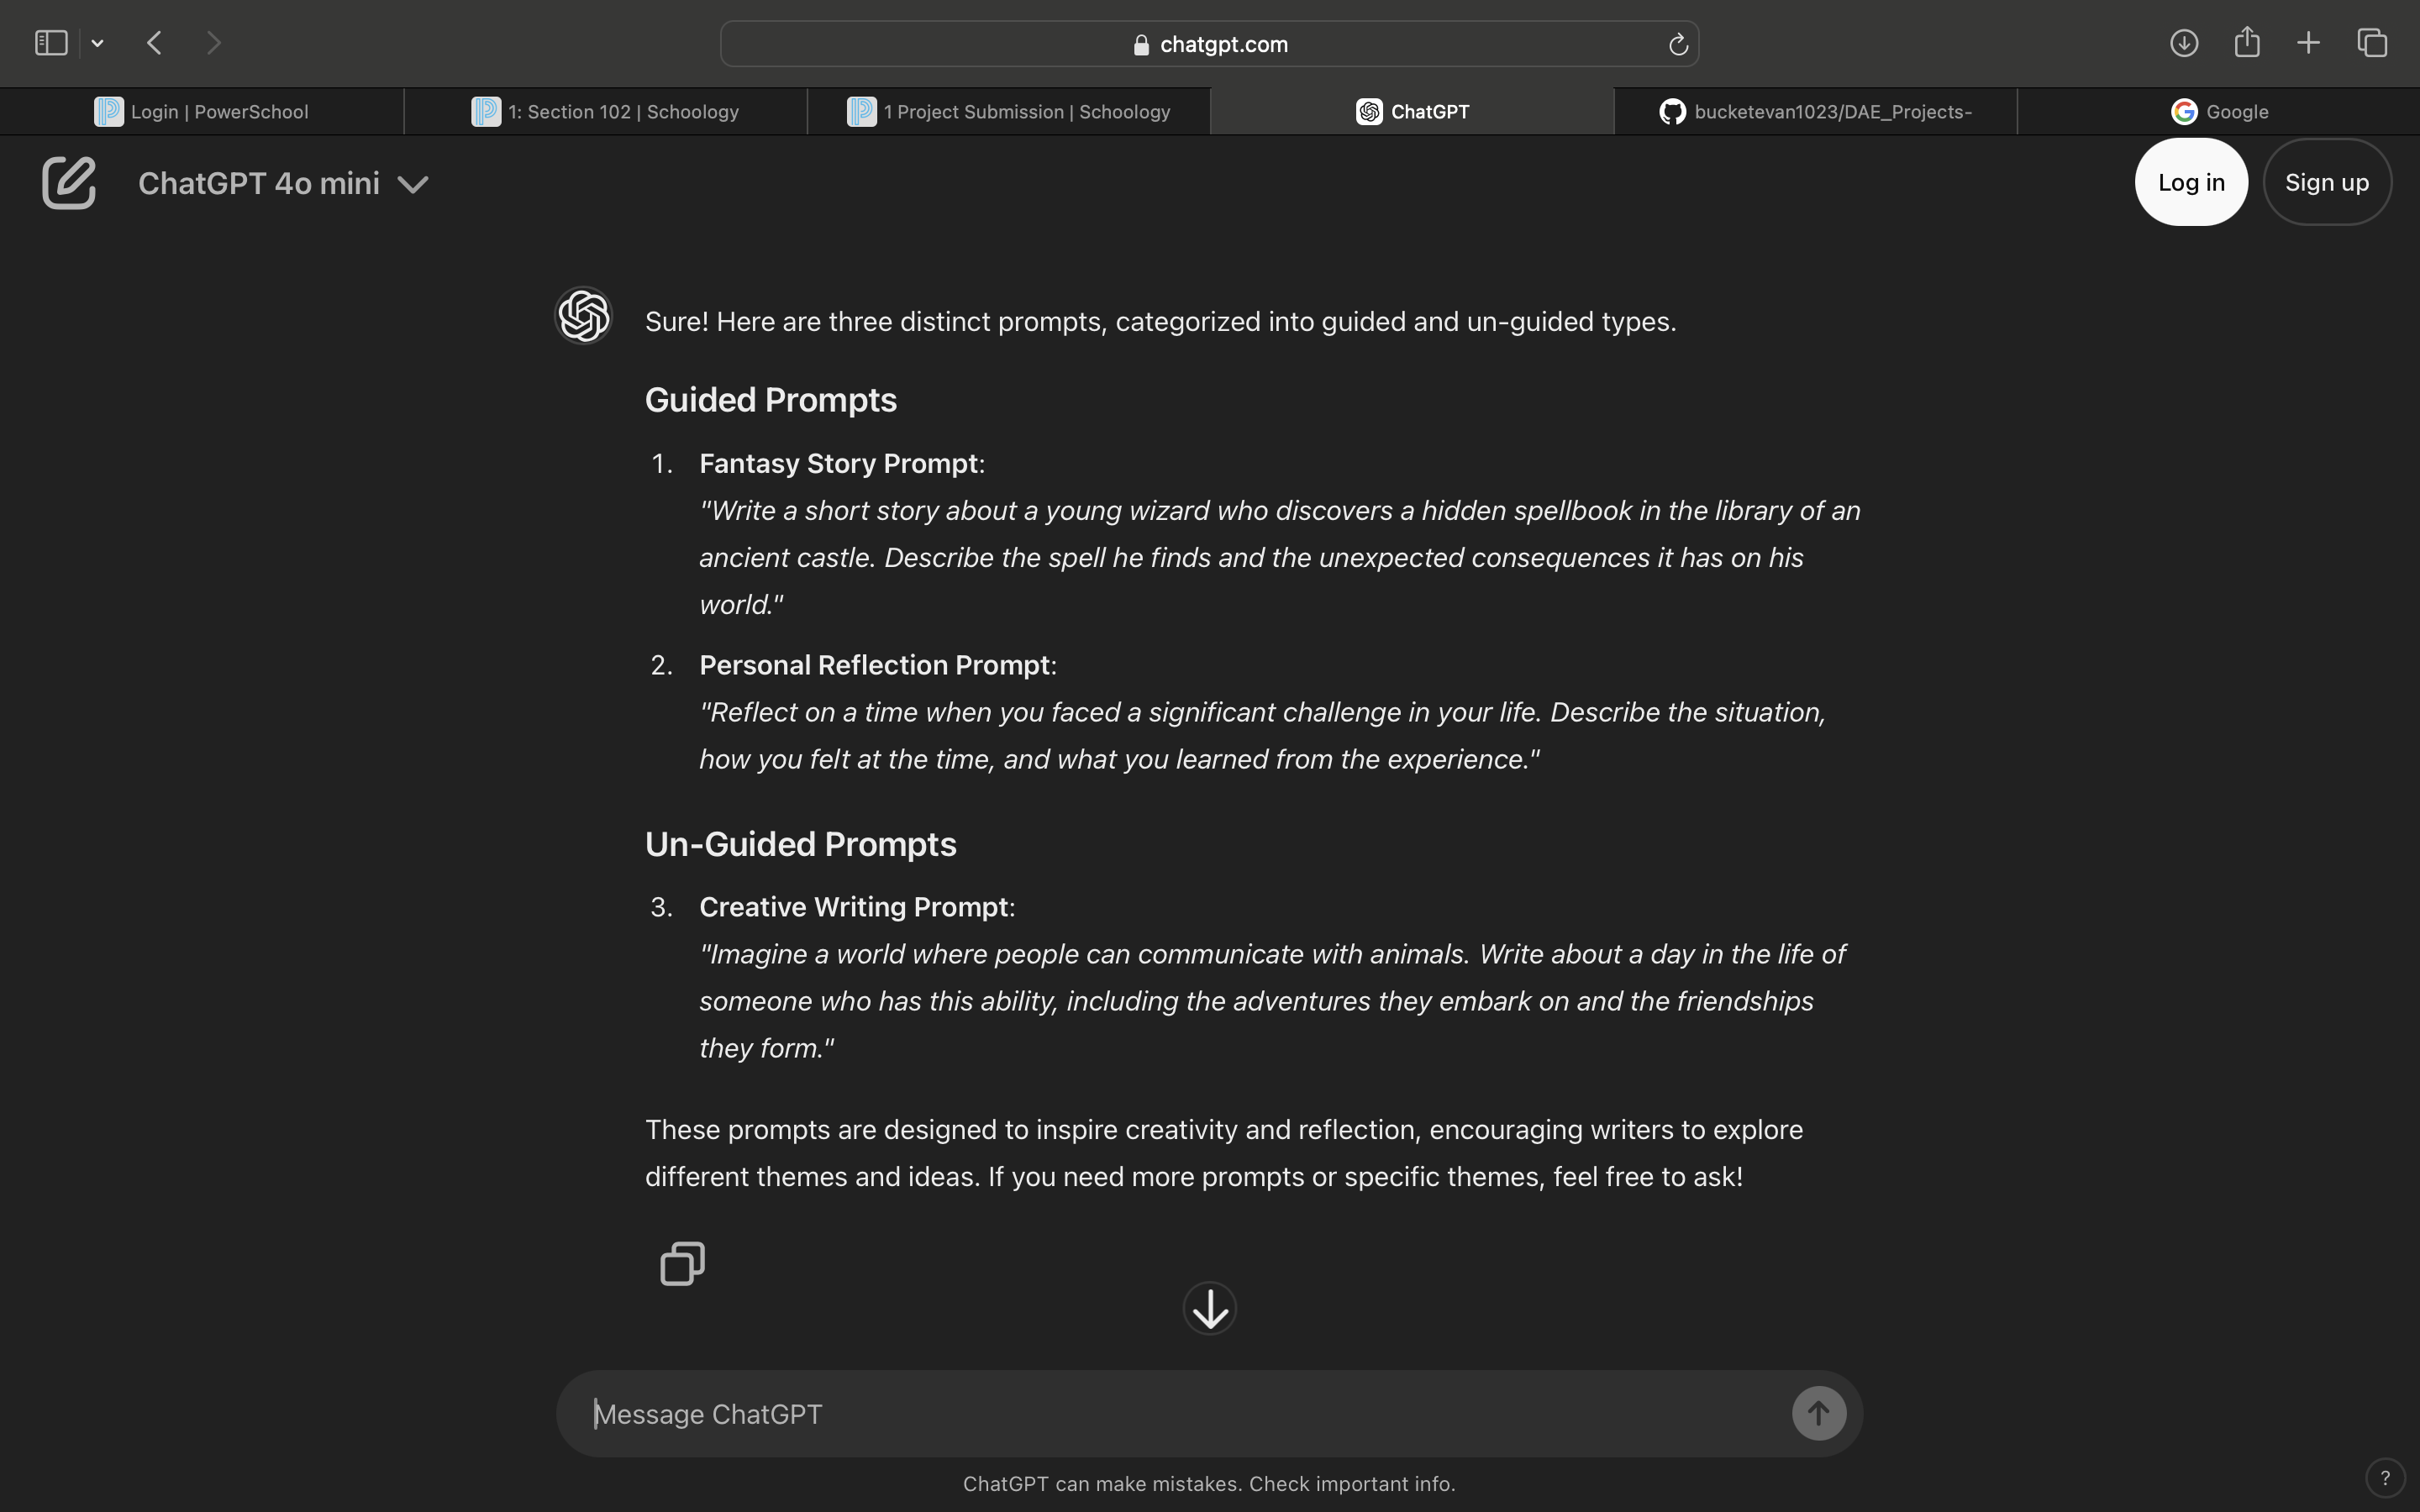 chatgpt.com
Login | PowerSchool
1: Section 102 | Schoology
1 Project Submission | Schoology
ChatGPT
bucketevan1023/DAE_Projects-
Google
ChatGPT 4o mini
Log in
Sign up
Sure! Here are three distinct prompts, categorized into guided and un-guided types.
Guided Prompts
1. Fantasy Story Prompt:
"Write a short story about a young wizard who discovers a hidden spellbook in the library of an
ancient castle. Describe the spell he finds and the unexpected consequences it has on his
world."
2. Personal Reflection Prompt:
"Reflect on a time when you faced a significant challenge in your life. Describe the situation,
how you felt at the time, and what you learned from the experience."
Un-Guided Prompts
3. Creative Writing Prompt:
"Imagine a world where people can communicate with animals. Write about a day in the life of
someone who has this ability, including the adventures they embark on and the friendships
they form."
These prompts are designed to inspire creativity and reflection, encouraging writers to explore
different themes and ideas. If you need more prompts or specific themes, feel free to ask!
Message ChatGPT
ChatGPT can make mistakes. Check important info.
?